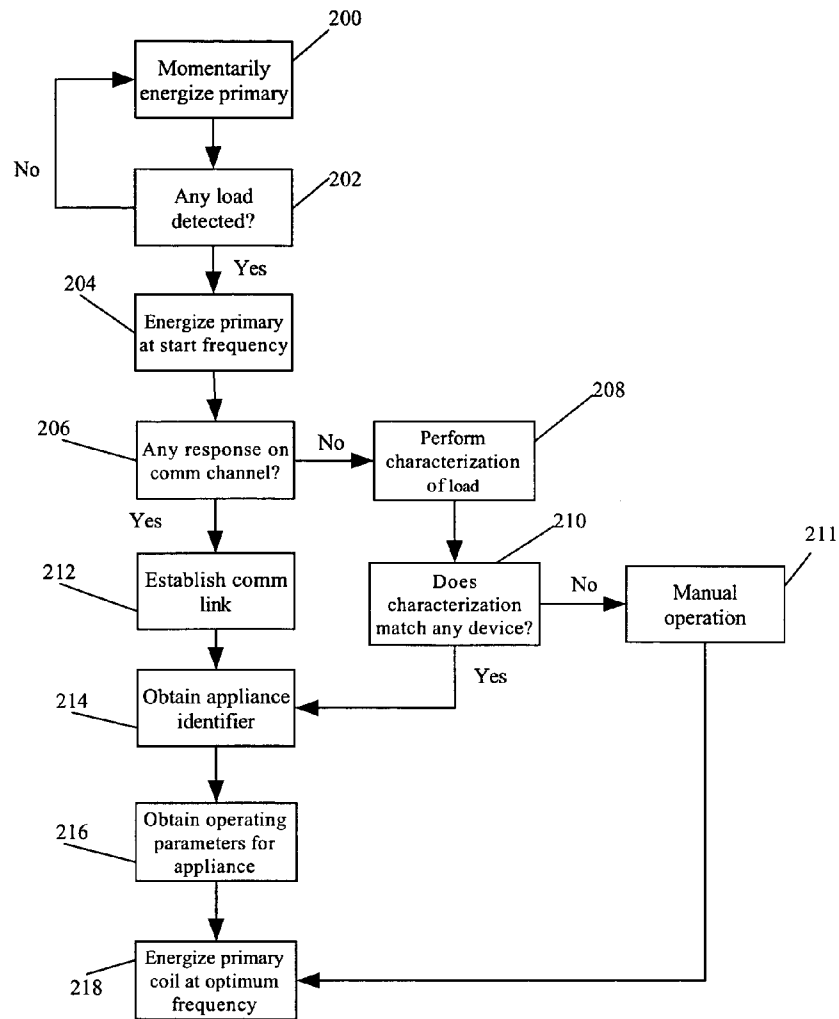 200
Momentarily
energize primary
No
202
Any load
detected?
Yes
204
Energize primary
at start frequency
206
Any response on
comm channel?
No
208
Perform
characterization
of load
Yes
210
Does
characterization
match any device?
No
211
Manual
operation
212
Establish comm
link
Yes
214
Obtain appliance
identifier
216
Obtain operating
parameters for
appliance
218
Energize primary
coil at optimum
frequency